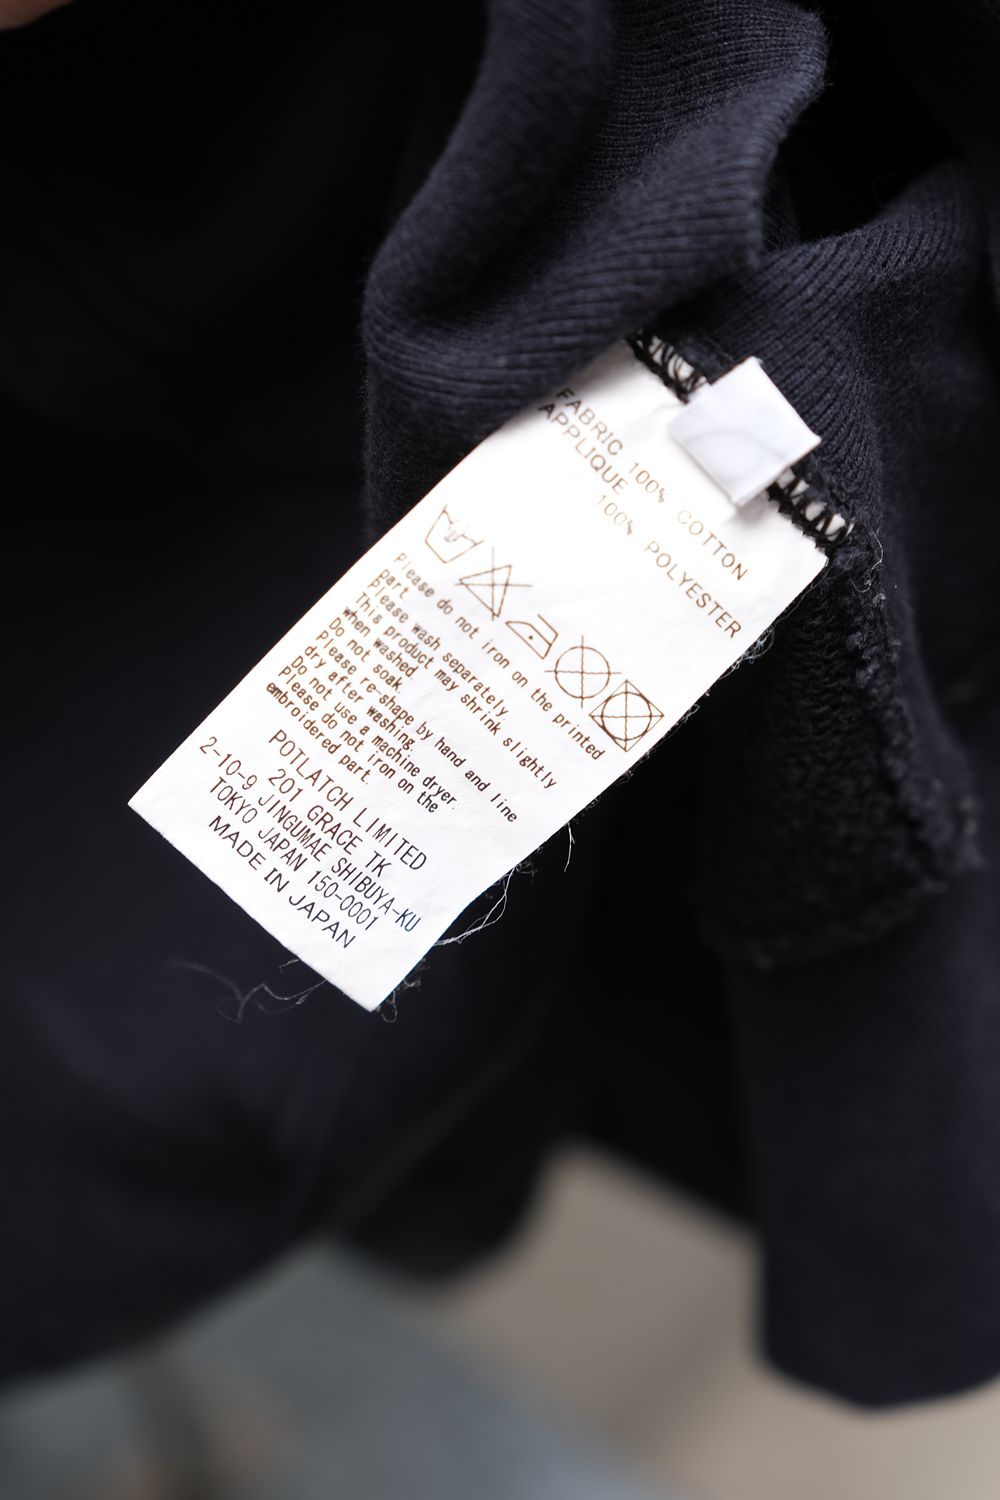 FABRIC 100% COTTON
APPLIQUE
100% POLYESTER
Please do not iron on the printed
part.
Please wash separately.
This product may shrink slightly
when washed.
Do not soak.
Please re-shape by hand and line
dry after washing.
Do not use a machine dryer.
Please do not iron on the
embroidered part.
POTLATCH LIMITED
201 GRACE TK
2-10-9 JINGUMAE SHIBUYA-KU
TOKYO JAPAN 150-0001
MADE IN JAPAN